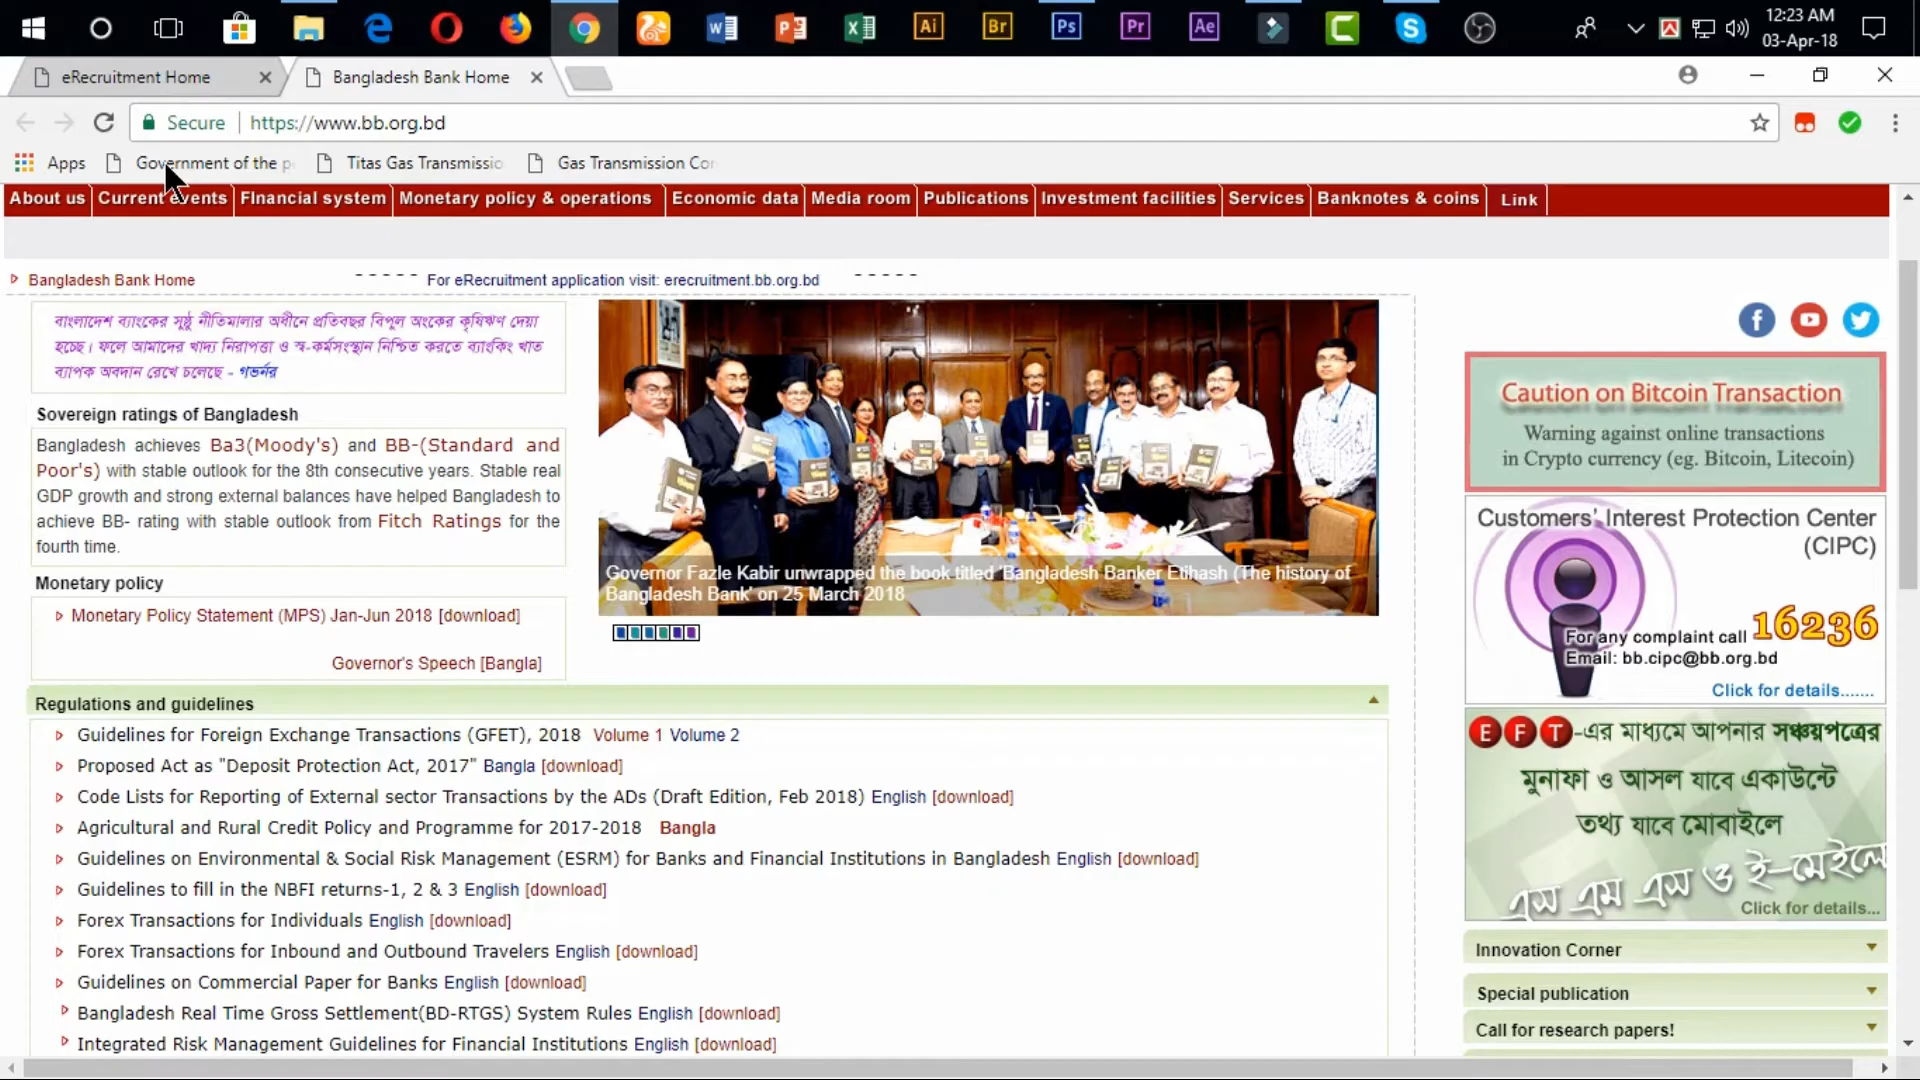 Ai
Br
Ps
Pr
Ae
12:23 AM
03-Apr-18
eRecruitment Home
Bangladesh Bank Home
Secure
https://www.bb.org.bd
Apps
Government of the p
Titas Gas Transmissio
Gas Transmission Co
About us
Current events
FInancial system
Monetary policy & operations
Economic data
Media room
Publications
Investment facilities
Services
Banknotes & coins
Link
Bangladesh Bank Home
- - - - - For eRecruitment application visit: erecruitment.bb.org.bd - - - - -
বাংলাদেশ ব্যাংকের সুষ্ঠু নীতিমালার অধীনে প্রতিবছর বিপুল অংকের কৃষিঋণ দেয়া
হচ্ছে। ফলে আমাদের খাদ্য নিরাপত্তা ও স্ব-কর্মসংস্থান নিশ্চিত করতে ব্যাংকিং খাত
ব্যাপক অবদান রেখে চলেছে - গভর্নর
Sovereign ratings of Bangladesh
Bangladesh achieves Ba3(Moody's) and BB-(Standard and
Poor's) with stable outlook for the 8th consecutive years. Stable real
GDP growth and strong external balances have helped Bangladesh to
achieve BB- rating with stable outlook from Fitch Ratings for the
fourth time.
Monetary policy
Monetary Policy Statement (MPS) Jan-Jun 2018 [download]
Governor's Speech [Bangla]
Governor Fazle Kabir unwrapped the book titled 'Bangladesh Banker Etihash (The history of
Bangladesh Bank' on 25 March 2018
Regulations and guidelines
Guidelines for Foreign Exchange Transactions (GFET), 2018 Volume 1 Volume 2
Proposed Act as "Deposit Protection Act, 2017" Bangla [download]
Code Lists for Reporting of External sector Transactions by the ADs (Draft Edition, Feb 2018) English [download]
Agricultural and Rural Credit Policy and Programme for 2017-2018 Bangla
Guidelines on Environmental & Social Risk Management (ESRM) for Banks and Financial Institutions in Bangladesh English [download]
Guidelines to fill in the NBFI returns-1, 2 & 3 English [download]
Forex Transactions for Individuals English [download]
Forex Transactions for Inbound and Outbound Travelers English [download]
Guidelines on Commercial Paper for Banks English [download]
Bangladesh Real Time Gross Settlement(BD-RTGS) System Rules English [download]
Integrated Risk Management Guidelines for Financial Institutions English [download]
Caution on Bitcoin Transaction
Warning against online transactions
in Crypto currency (eg. Bitcoin, Litecoin)
Customers' Interest Protection Center
(CIPC)
For any complaint call 16236
Email: bb.cipc@bb.org.bd
Click for details.......
EFT-এর মাধ্যমে আপনার সঞ্চয়পত্রের
মুনাফা ও আসল যাবে একাউন্টে
তথ্য যাবে মোবাইলে
এস এম এস ও ই-মেইলে
Click for details...
Innovation Corner
Special publication
Call for research papers!